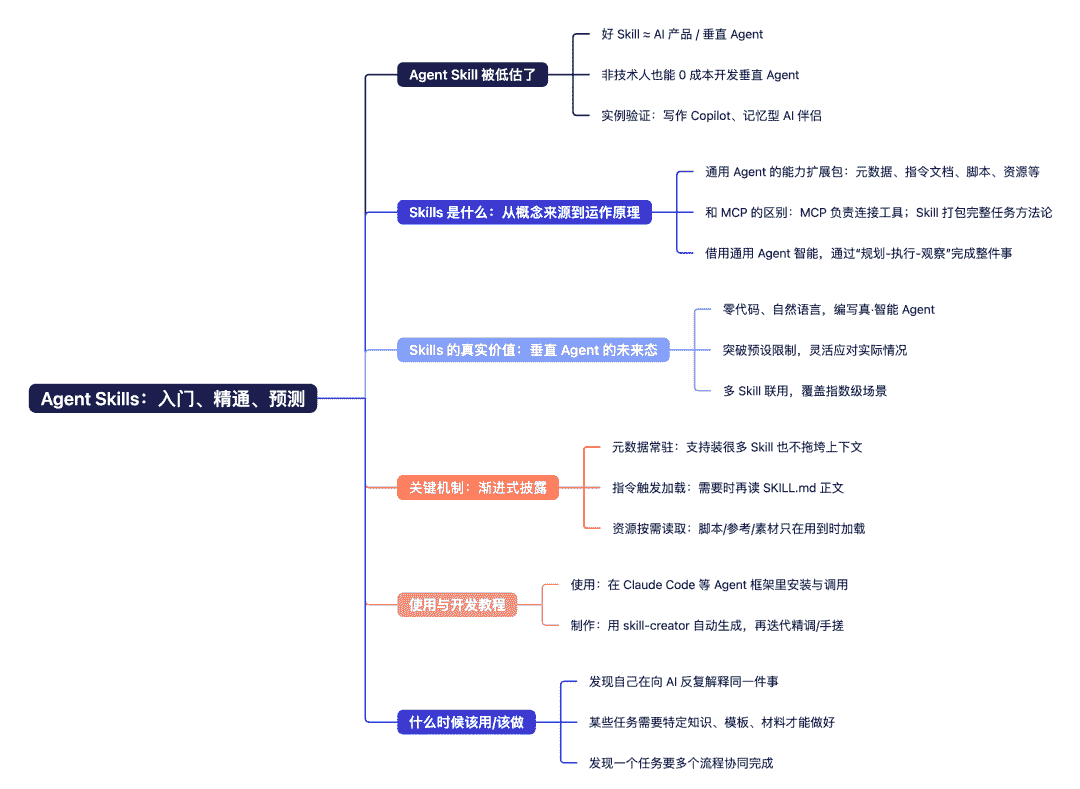 Agent Skills：入门、精通、预测
Agent Skill 被低估了
好 Skill ≈ AI 产品 / 垂直 Agent
非技术人也能 0 成本开发垂直 Agent
实例验证：写作 Copilot、记忆型 AI 伴侣
Skills 是什么：从概念来源到运作原理
通用 Agent 的能力扩展包：元数据、指令文档、脚本、资源等
和 MCP 的区别：MCP 负责连接工具；Skill 打包完整任务方法论
借用通用 Agent 智能，通过“规划-执行-观察”完成整件事
Skills 的真实价值：垂直 Agent 的未来态
零代码、自然语言，编写真·智能 Agent
突破预设限制，灵活应对实际情况
多 Skill 联用，覆盖指数级场景
关键机制：渐进式披露
元数据常驻：支持装很多 Skill 也不拖垮上下文
指令触发加载：需要时再读 SKILL.md 正文
资源按需读取：脚本/参考/素材只在用到时加载
使用与开发教程
使用：在 Claude Code 等 Agent 框架里安装与调用
制作：用 skill-creator 自动生成，再迭代精调/手搓
什么时候该用/该做
发现自己在向 AI 反复解释同一件事
某些任务需要特定知识、模板、材料才能做好
发现一个任务要多个流程协同完成